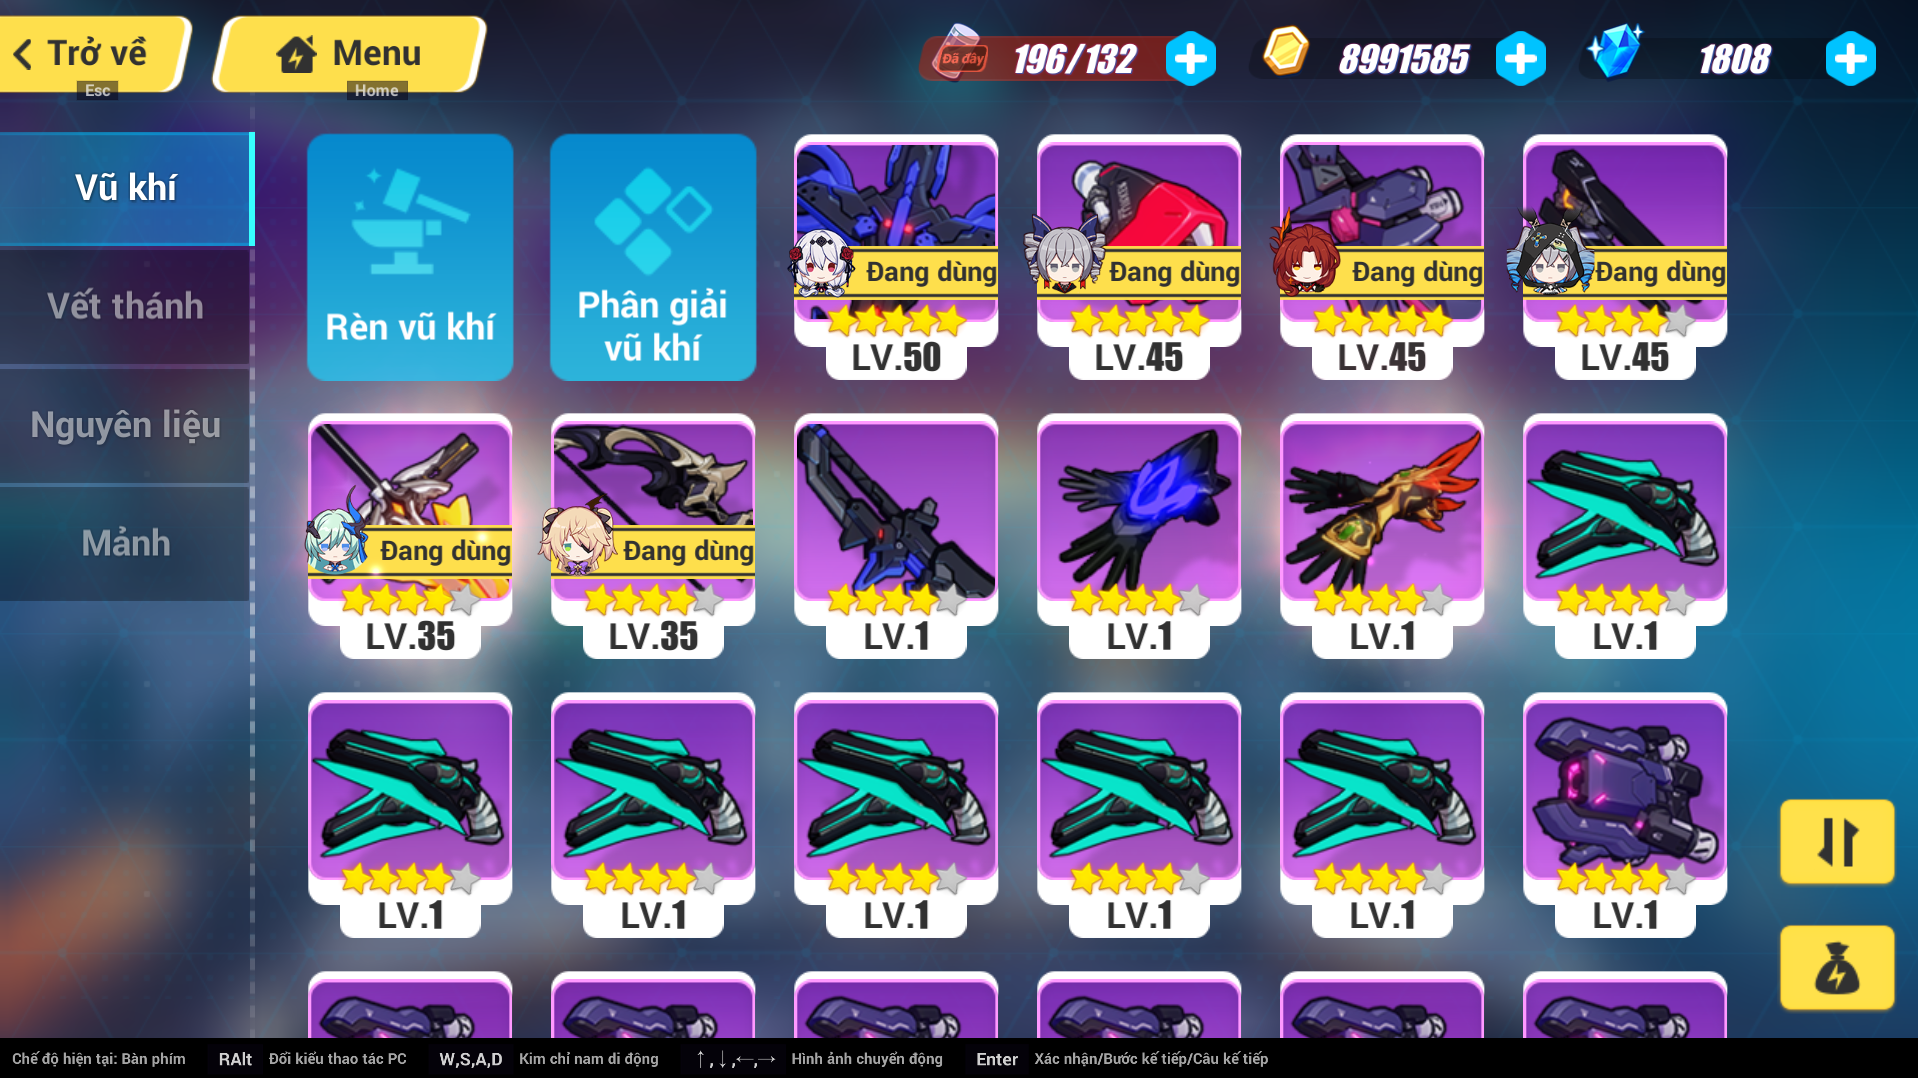 Trở về
Esc
Menu
Home
Đã đầy
196/132
8991585
1808
Vũ khí
Vết thánh
Nguyên liệu
Mảnh
Rèn vũ khí
Phân giải
vũ khí
Đang dùng
LV.50
Đang dùng
LV.45
Đang dùng
LV.45
Đang dùng
LV.45
Đang dùng
LV.35
Đang dùng
LV.35
LV.1
LV.1
LV.1
LV.1
LV.1
LV.1
LV.1
LV.1
LV.1
LV.1
Chế độ hiện tại: Bàn phím
RAlt Đổi kiểu thao tác PC
W,S,A,D Kim chỉ nam di động
↑,↓,←,→ Hình ảnh chuyển động
Enter Xác nhận/Bước kế tiếp/Câu kế tiếp